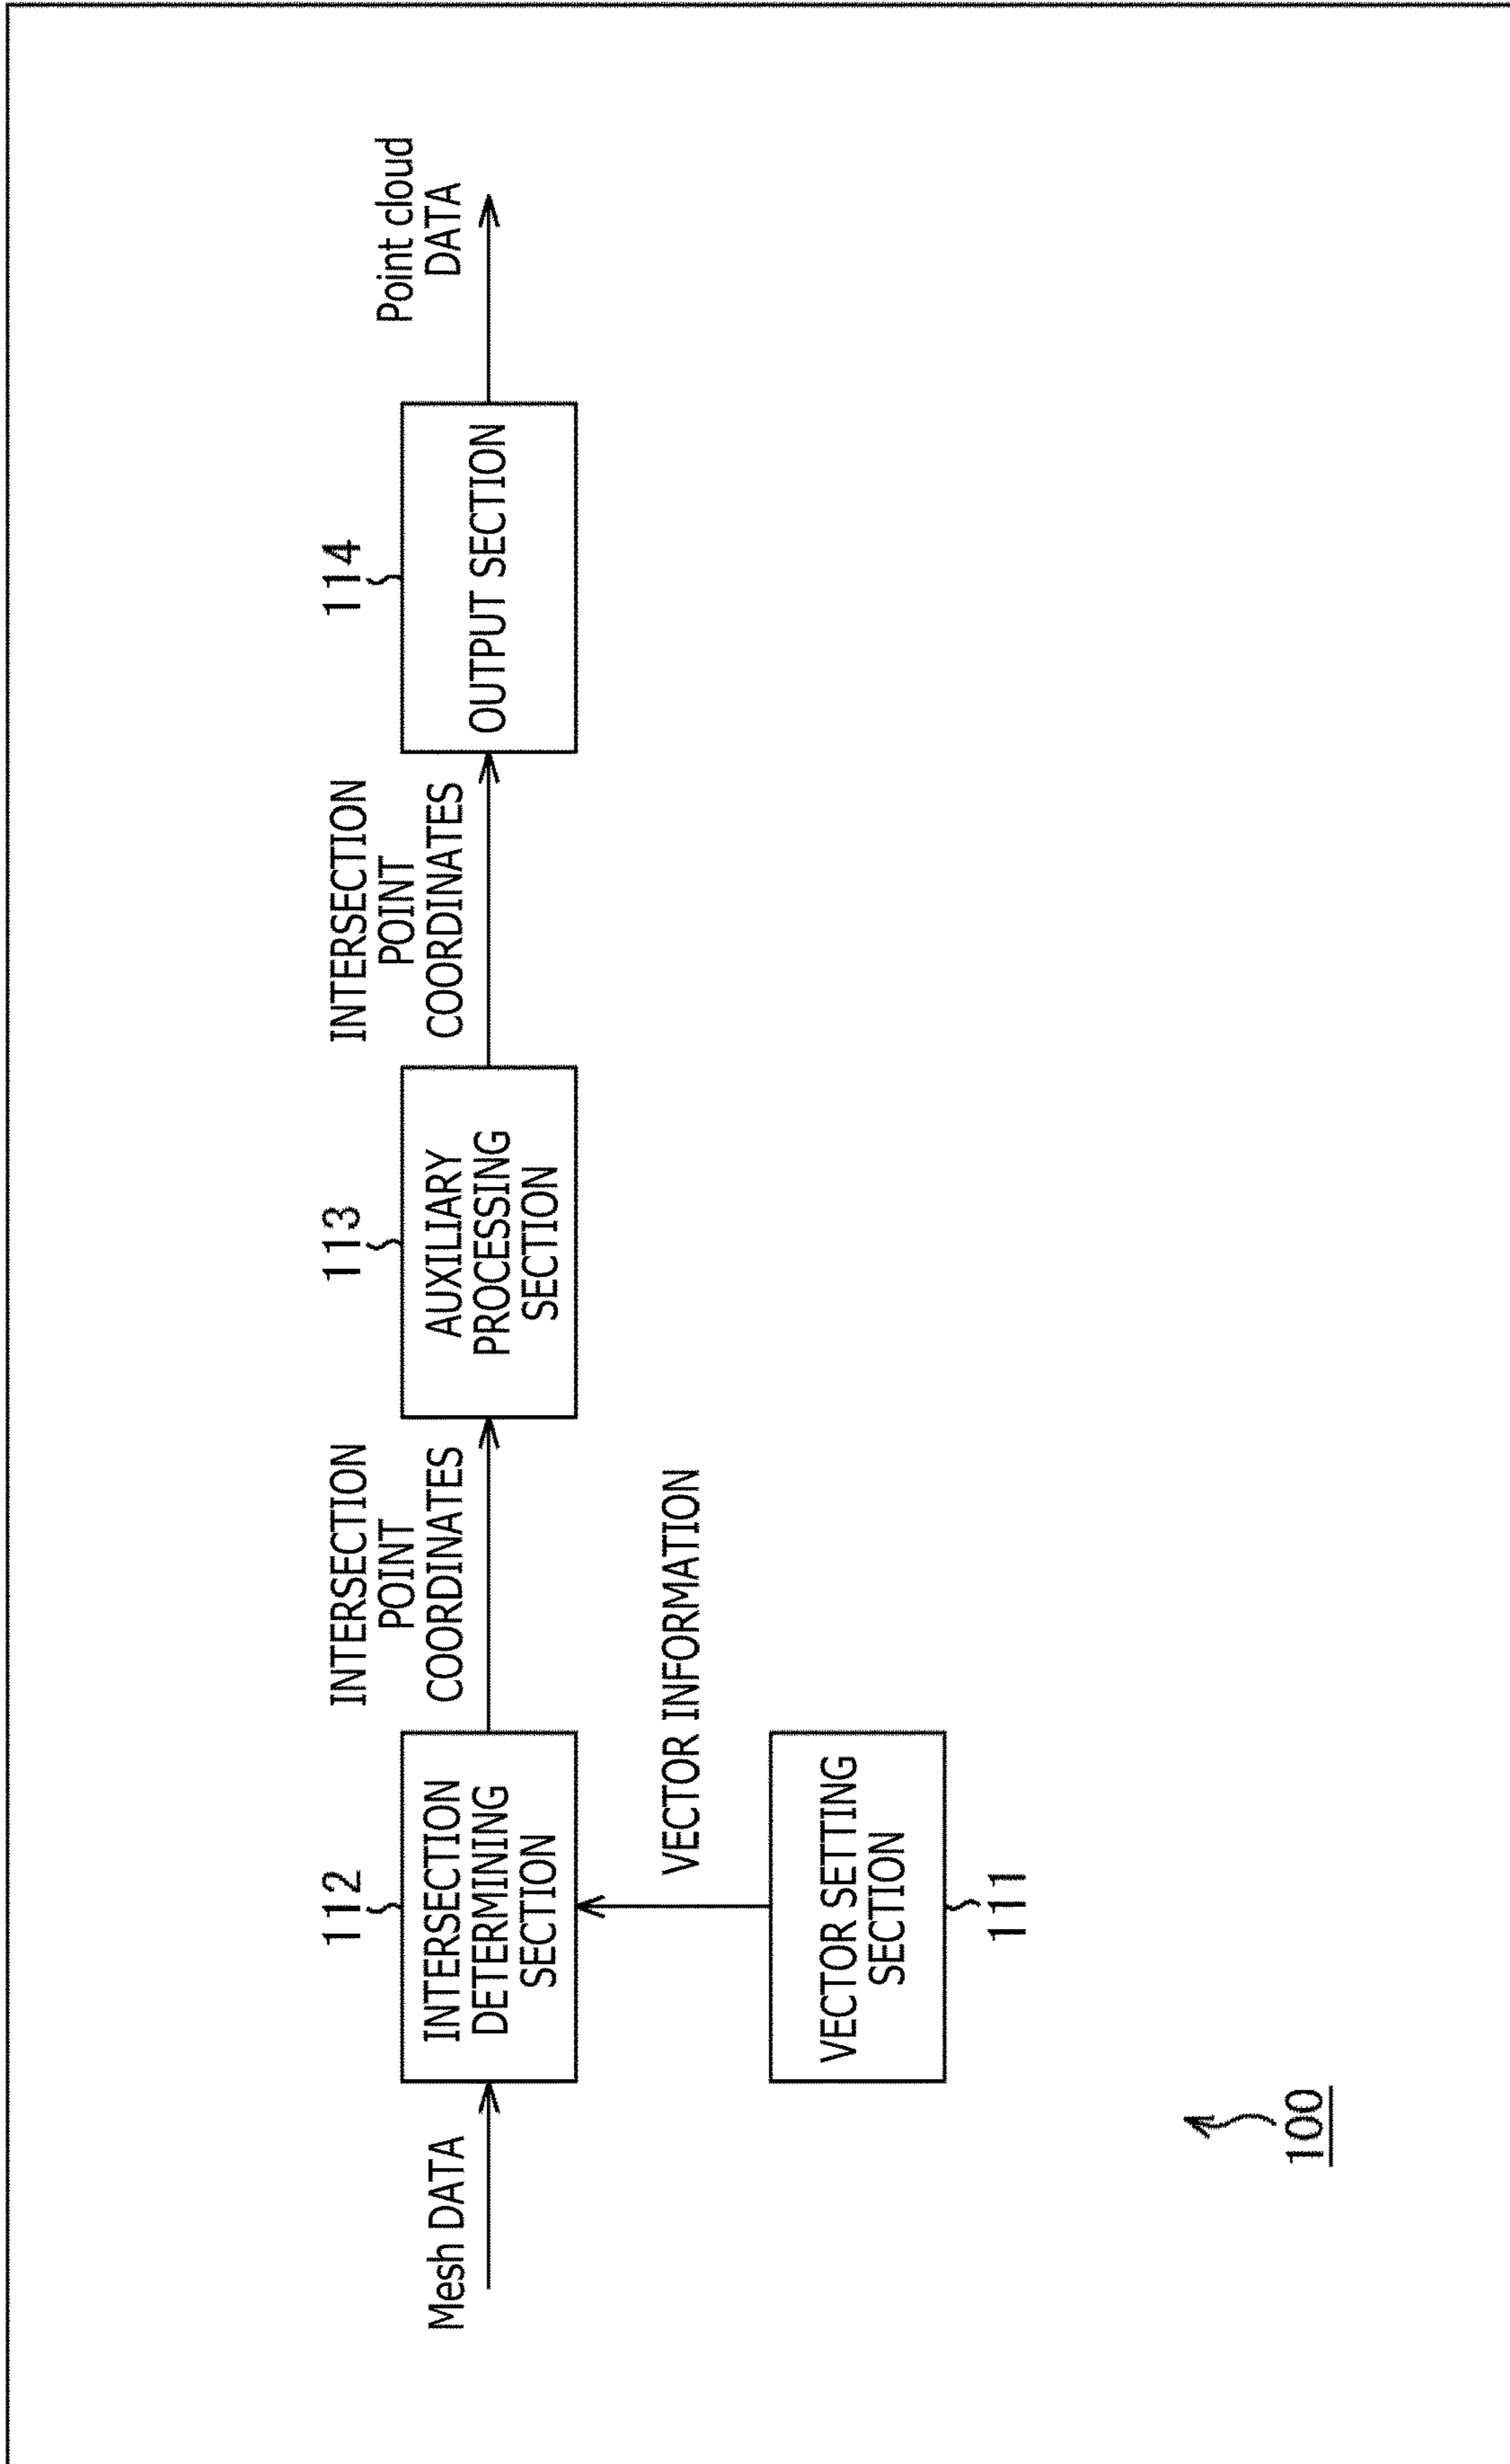 Mesh DATA
112
INTERSECTION
DETERMINING
SECTION
INTERSECTION
POINT
COORDINATES
113
AUXILIARY
PROCESSING
SECTION
INTERSECTION
POINT
COORDINATES
114
OUTPUT SECTION
Point cloud
DATA
VECTOR INFORMATION
VECTOR SETTING
SECTION
111
100